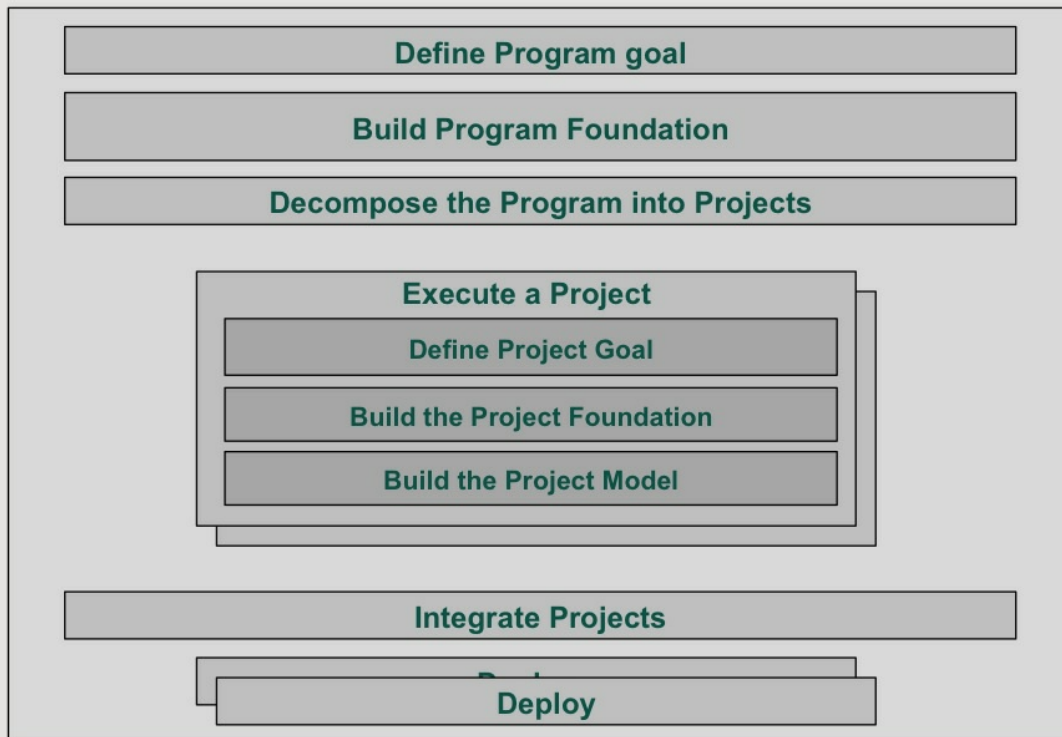 Define Program goal
Build Program Foundation
Decompose the Program into Projects
Execute a Project
Define Project Goal
Build the Project Foundation
Build the Project Model
Integrate Projects
Deploy